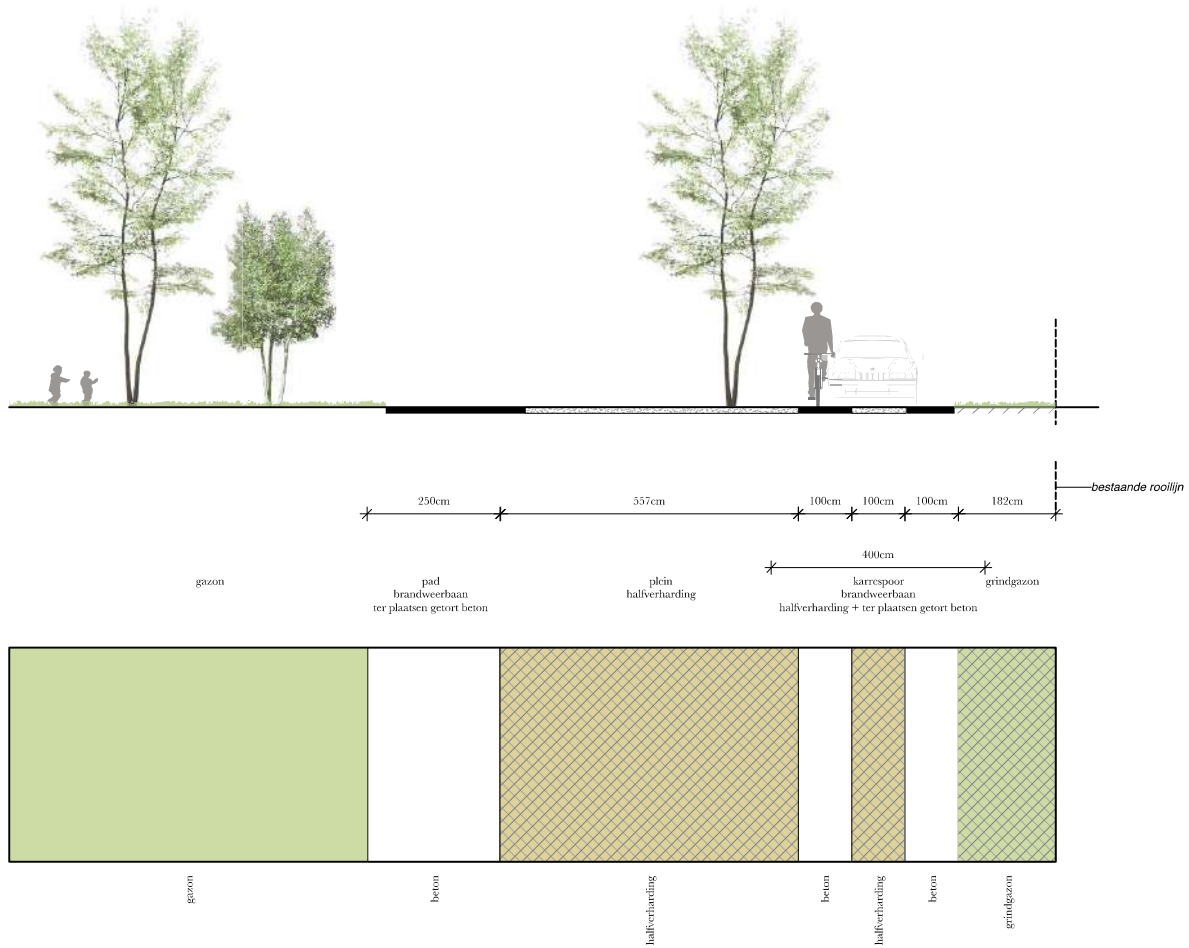 bestaande rooilijn
250cm
557cm
100cm
100cm
100cm
182cm
400cm
gazon
pad
brandweerbaan
ter plaatsen getort beton
plein
halfverharding
karrespoor
brandweerbaan
halfverharding + ter plaatsen getort beton
grindgazon
gazon
beton
halfverharding
beton
halfverharding
beton
grindgazon